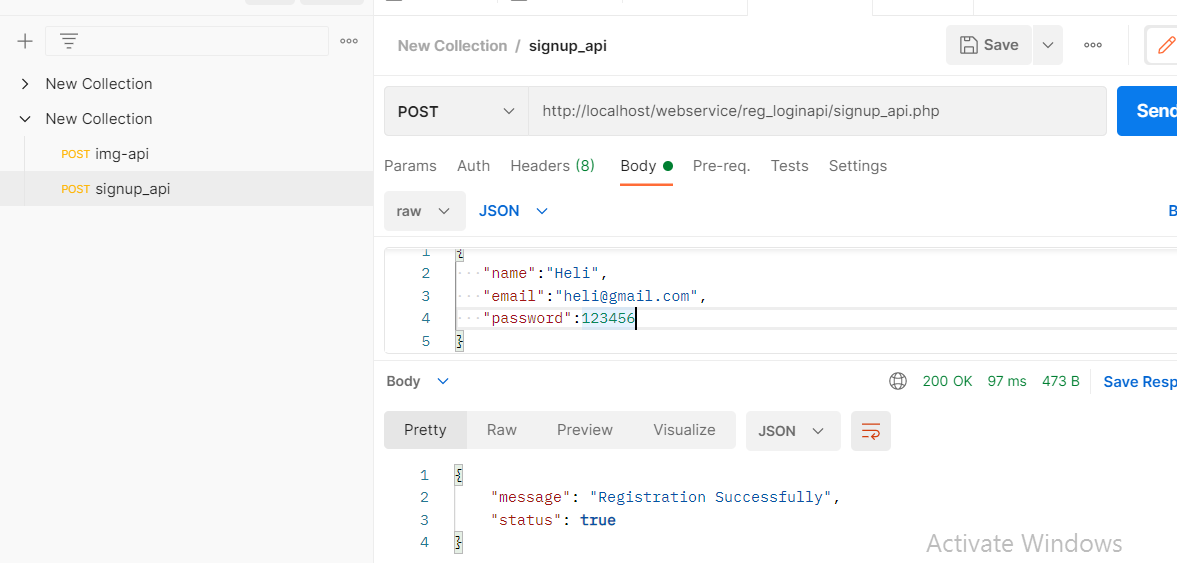 New Collection / signup_api
Save
New Collection
New Collection
POST img-api
POST signup_api
POST http://localhost/webservice/reg_loginapi/signup_api.php
Send
Params Auth Headers (8) Body Pre-req. Tests Settings
raw JSON
1 {
2 "name":"Heli",
3 "email":"heli@gmail.com",
4 "password":123456
5 }
Body 200 OK 97 ms 473 B Save Resp
Pretty Raw Preview Visualize JSON
1 {
2 "message": "Registration Successfully",
3 "status": true
4 }
Activate Windows